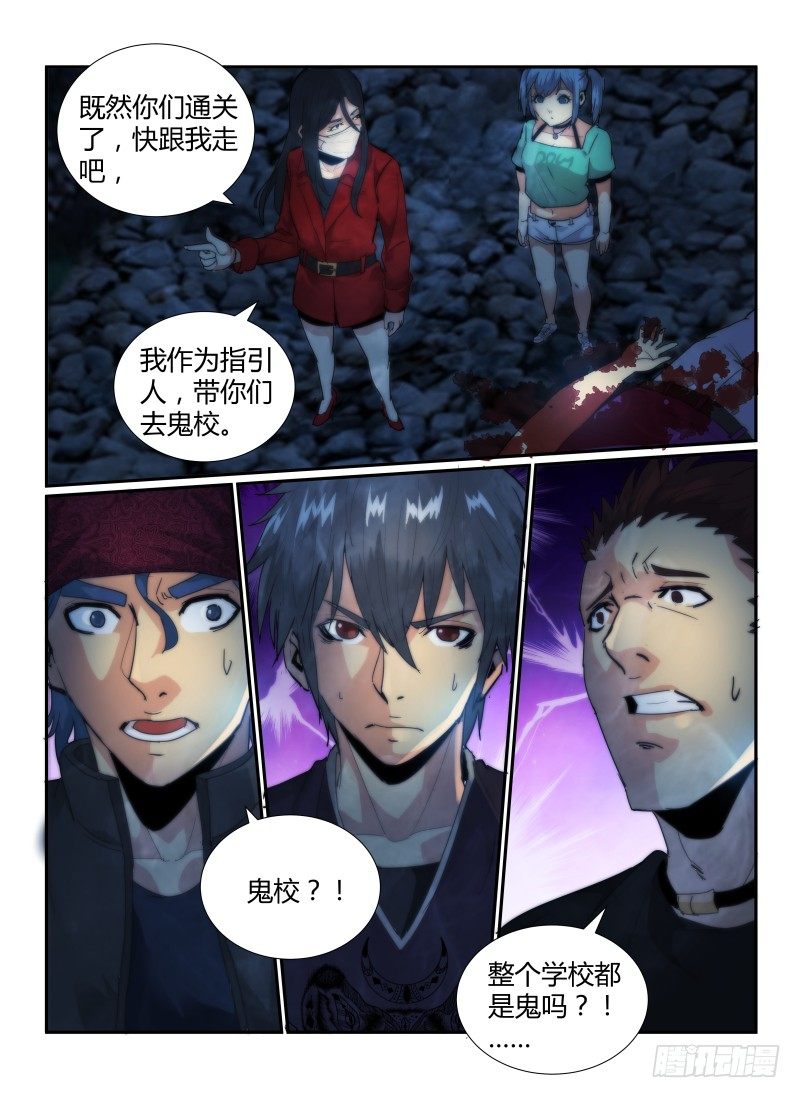 既然你们通关
了，快跟我走
吧，
我作为指引
人，带你们
去鬼校。
鬼校？！
整个学校都
是鬼吗？！
……
腾讯动漫